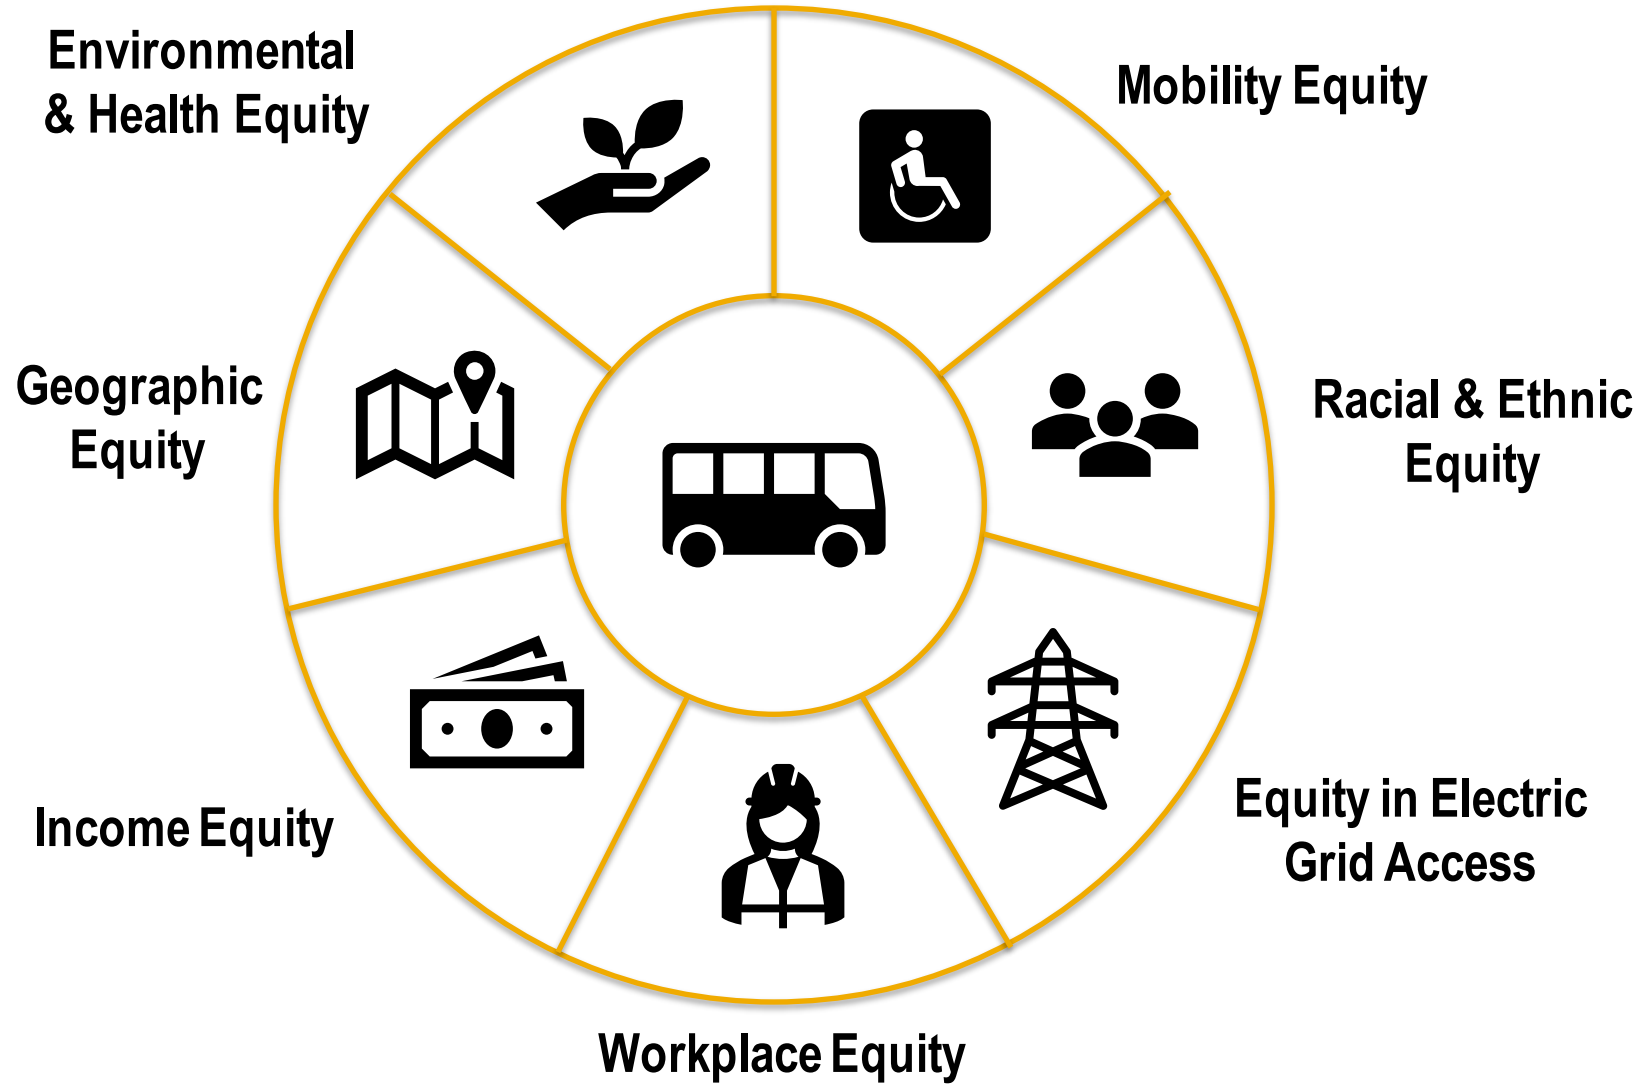 Environmental
& Health Equity
Mobility Equity
Geographic
Equity
Racial & Ethnic
Equity
Income Equity
Equity in Electric
Grid Access
Workplace Equity